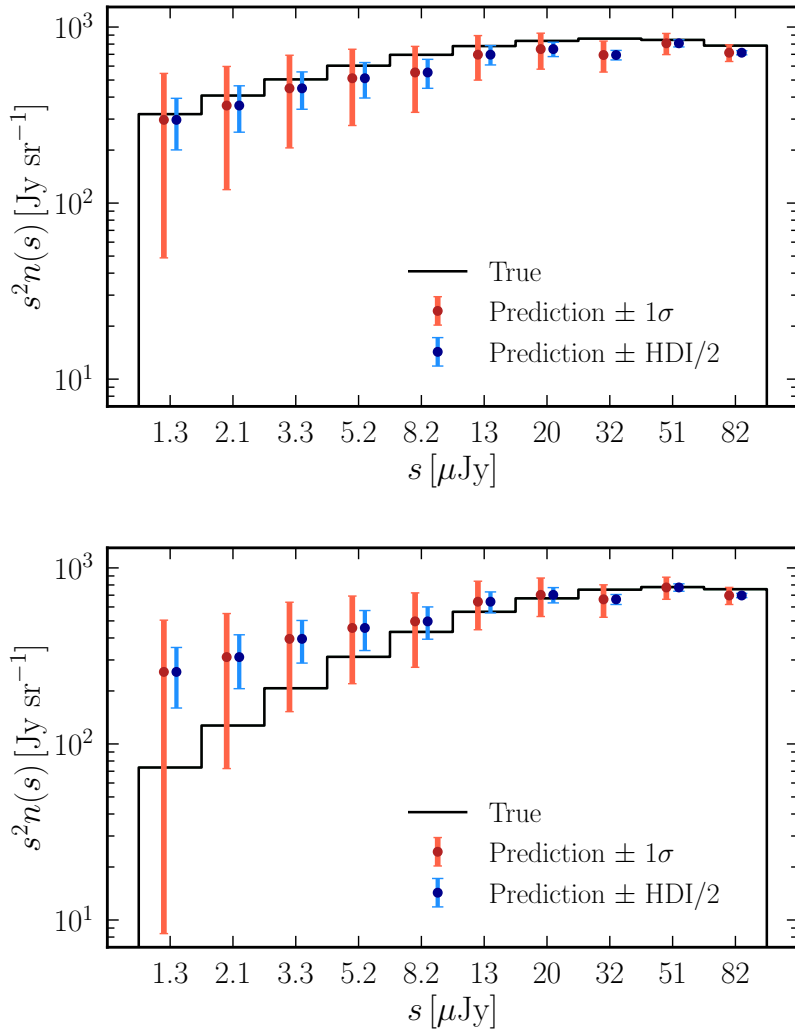 10³
10²
10¹
s²n(s) [Jy sr⁻¹]
True
Prediction ± 1σ
Prediction ± HDI/2
1.3 2.1 3.3 5.2 8.2 13 20 32 51 82
s [μJy]
10³
10²
10¹
s²n(s) [Jy sr⁻¹]
True
Prediction ± 1σ
Prediction ± HDI/2
1.3 2.1 3.3 5.2 8.2 13 20 32 51 82
s [μJy]